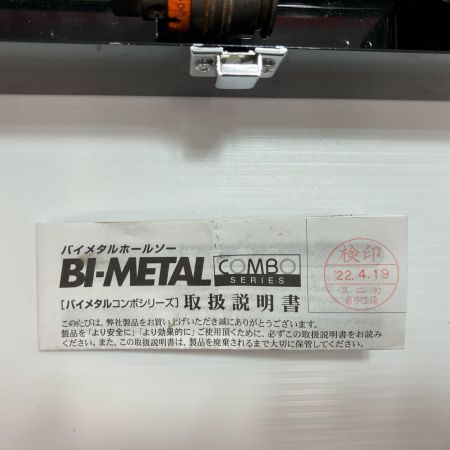 バイメタルホールソー
BI-METAL COMBO
SERIES
[バイメタルコンボシリーズ] 取扱説明書
このたびは、弊社製品をお買い上げいただき誠にありがとうございます。
製品を「より安全に」「より効果的に」ご使用頂くために、必ずこの取扱説明書をお読み
ください。また、この取扱説明書は、製品を廃棄されるまで大切に保管してください。
検印
'22.4.19
ユニカ